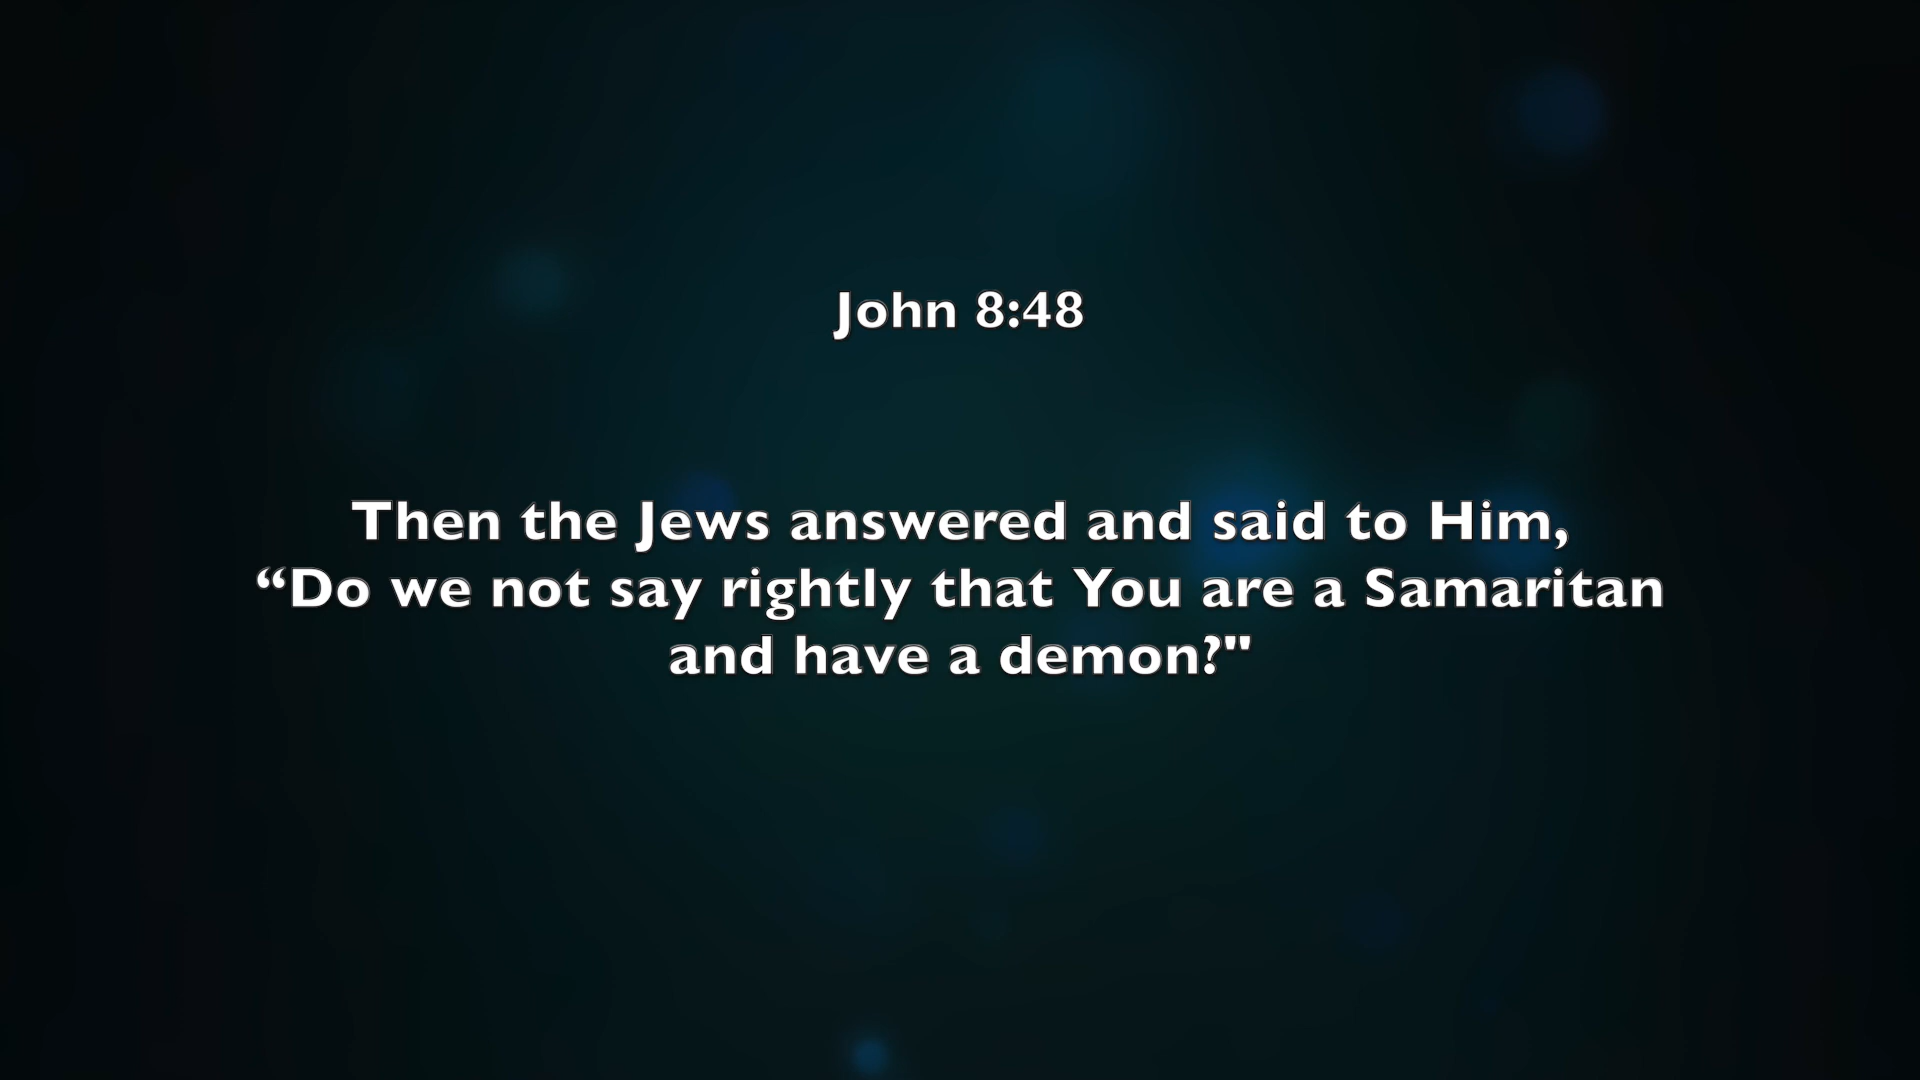 John 8:48
Then the Jews answered and said to Him,
“Do we not say rightly that You are a Samaritan
and have a demon?"